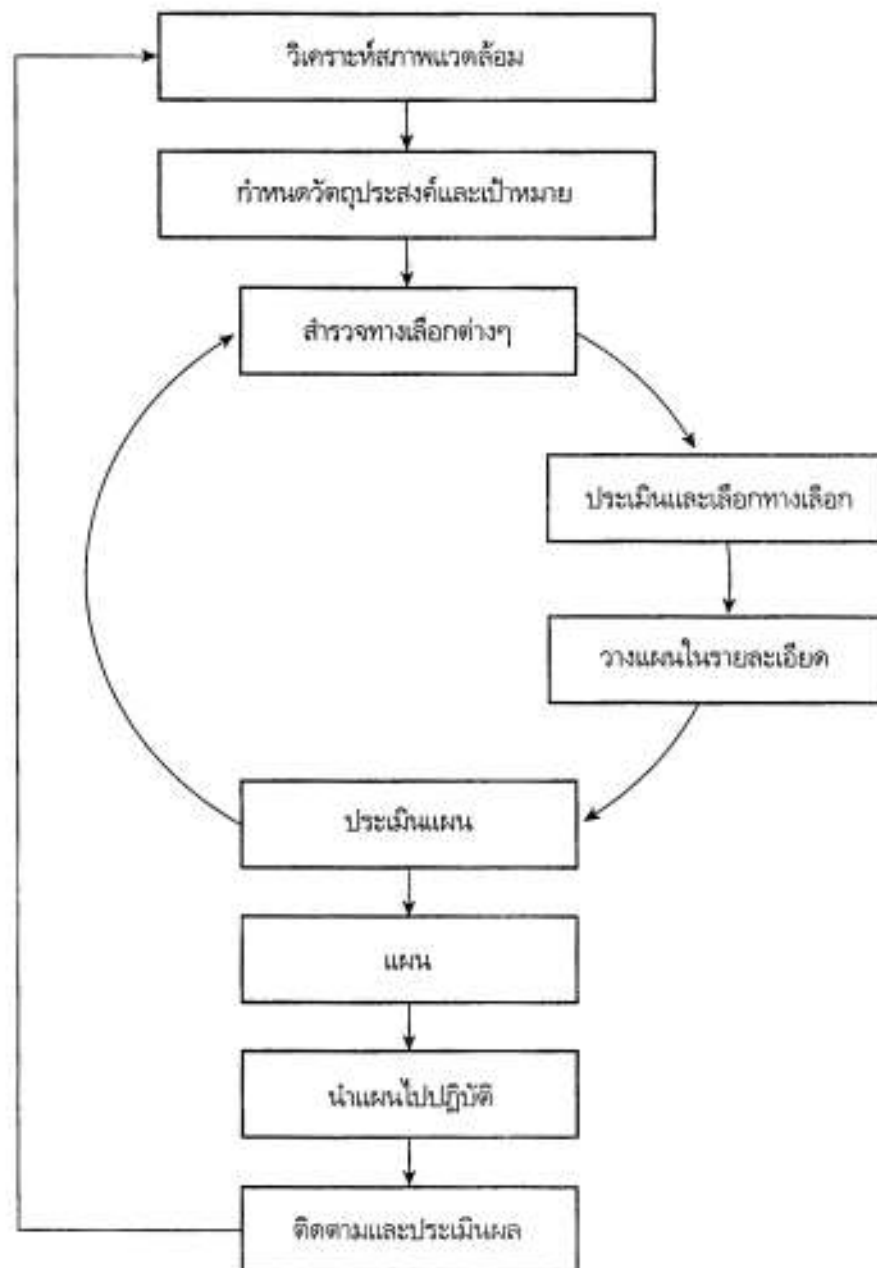 วิเคราะห์สภาพแวดล้อม
กำหนดวัตถุประสงค์และเป้าหมาย
สำรวจทางเลือกต่างๆ
ประเมินและเลือกทางเลือก
วางแผนในรายละเอียด
ประเมินแผน
แผน
นำแผนไปปฏิบัติ
ติดตามและประเมินผล